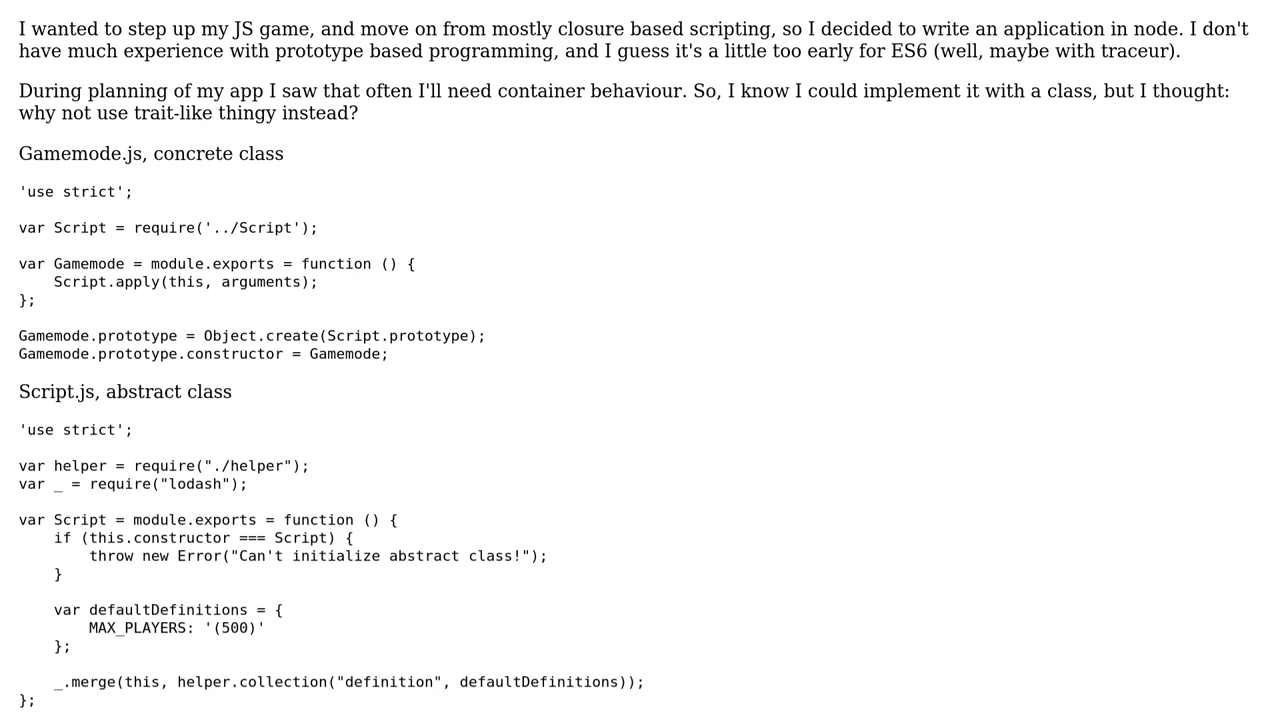 I wanted to step up my JS game, and move on from mostly closure based scripting, so I decided to write an application in node. I don't
have much experience with prototype based programming, and I guess it's a little too early for ES6 (well, maybe with traceur).
During planning of my app I saw that often I'll need container behaviour. So, I know I could implement it with a class, but I thought:
why not use trait-like thingy instead?
Gamemode.js, concrete class
'use strict';
var Script = require('../Script');
var Gamemode = module.exports = function () {
    Script.apply(this, arguments);
};
Gamemode.prototype = Object.create(Script.prototype);
Gamemode.prototype.constructor = Gamemode;
Script.js, abstract class
'use strict';
var helper = require("./helper");
var _ = require("lodash");
var Script = module.exports = function () {
    if (this.constructor === Script) {
        throw new Error("Can't initialize abstract class!");
    }
    var defaultDefinitions = {
        MAX_PLAYERS: '(500)'
    };
    _.merge(this, helper.collection("definition", defaultDefinitions));
};